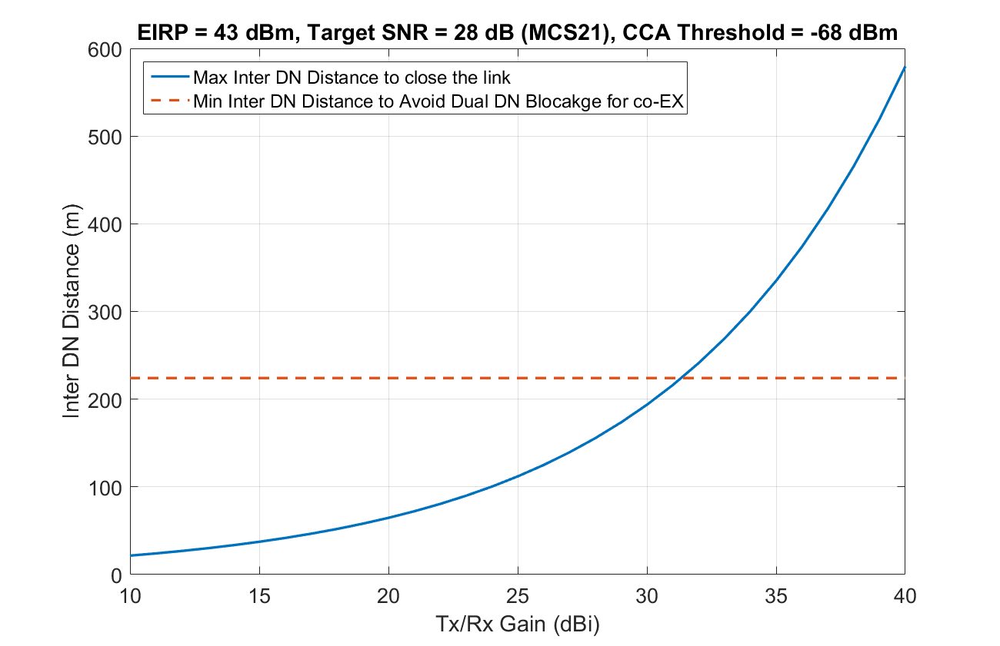 EIRP = 43 dBm, Target SNR = 28 dB (MCS21), CCA Threshold = -68 dBm
Max Inter DN Distance to close the link
Min Inter DN Distance to Avoid Dual DN Blocakge for co-EX
Inter DN Distance (m)
600
500
400
300
200
100
0
10 15 20 25 30 35 40
Tx/Rx Gain (dBi)